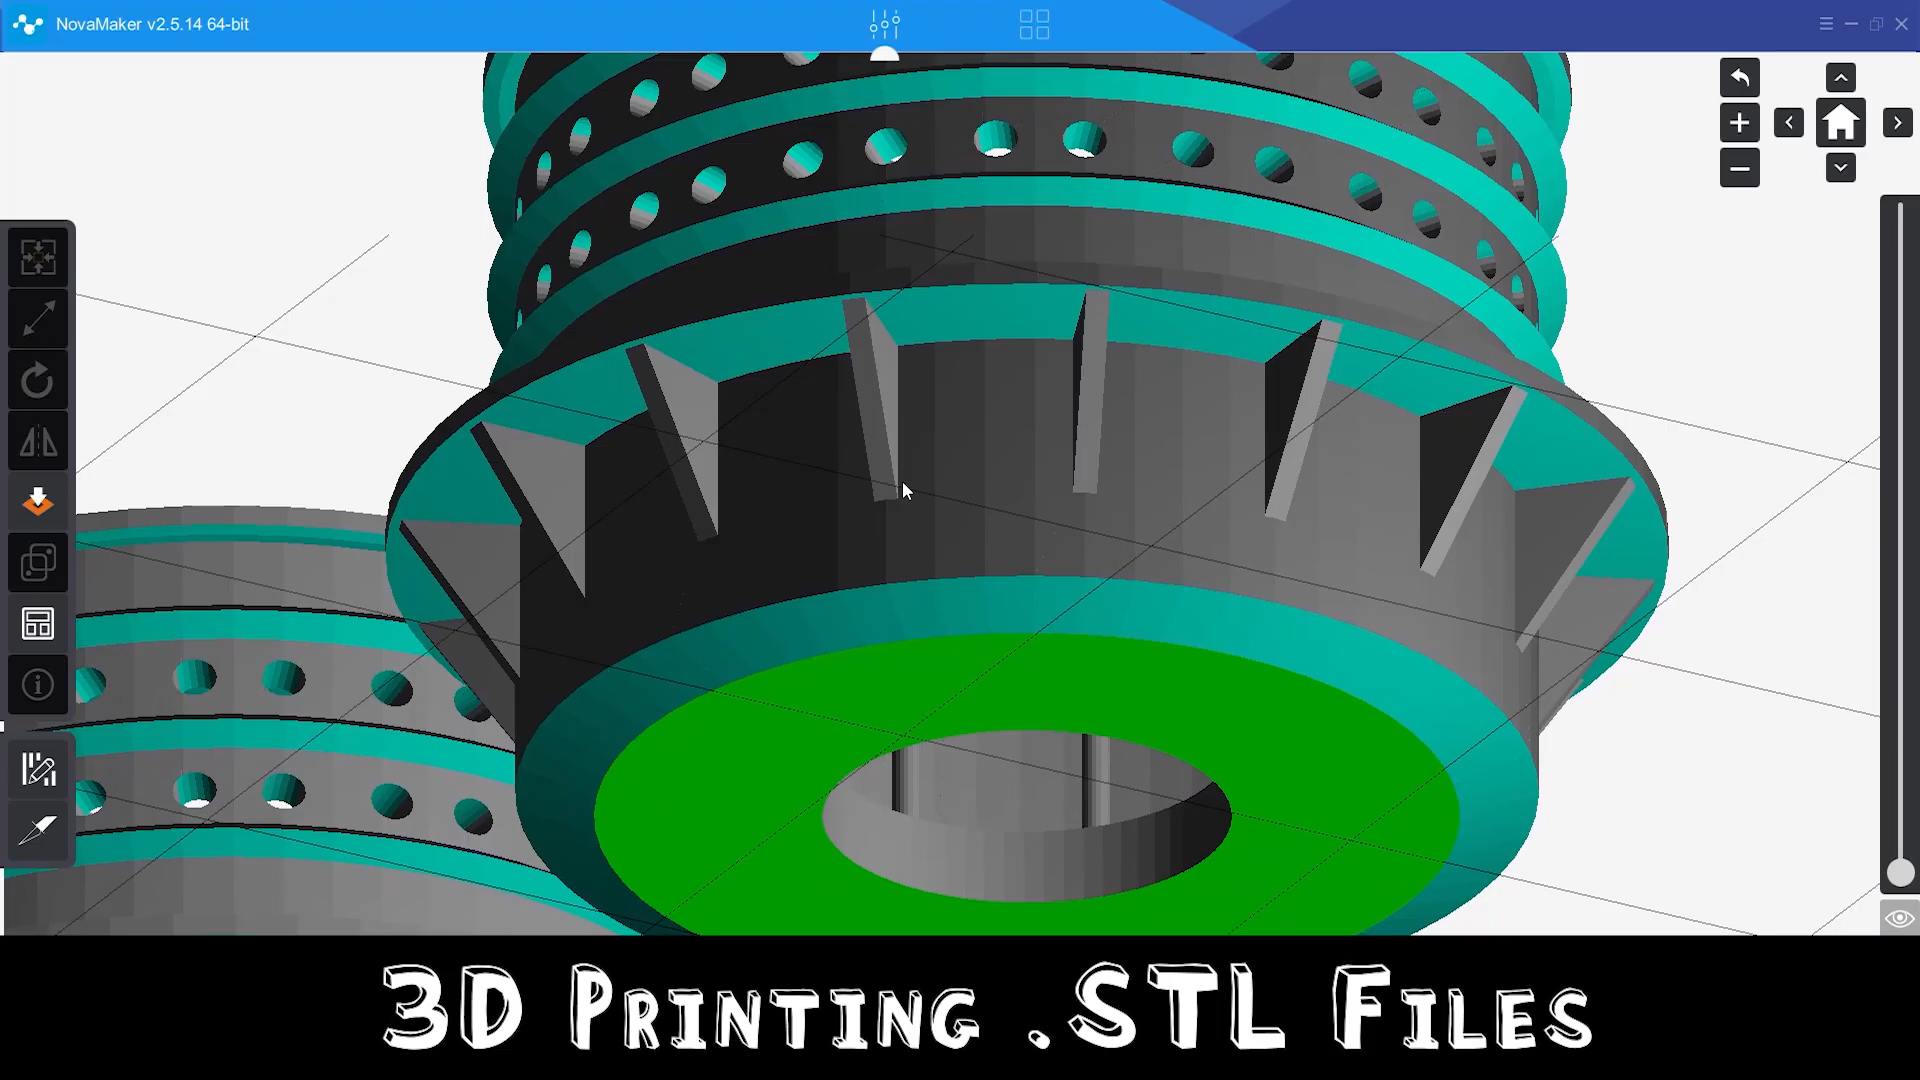 NovaMaker v2.5.14 64-bit
3D Printing .STL Files